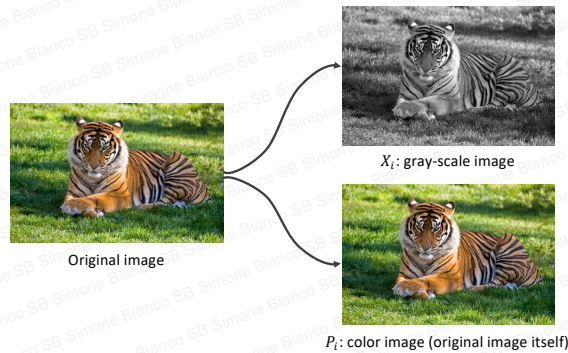 X_i: gray-scale image
Original image
P_i: color image (original image itself)
SB Simone Bianco SB Simone Bianco SB Simone Bianco